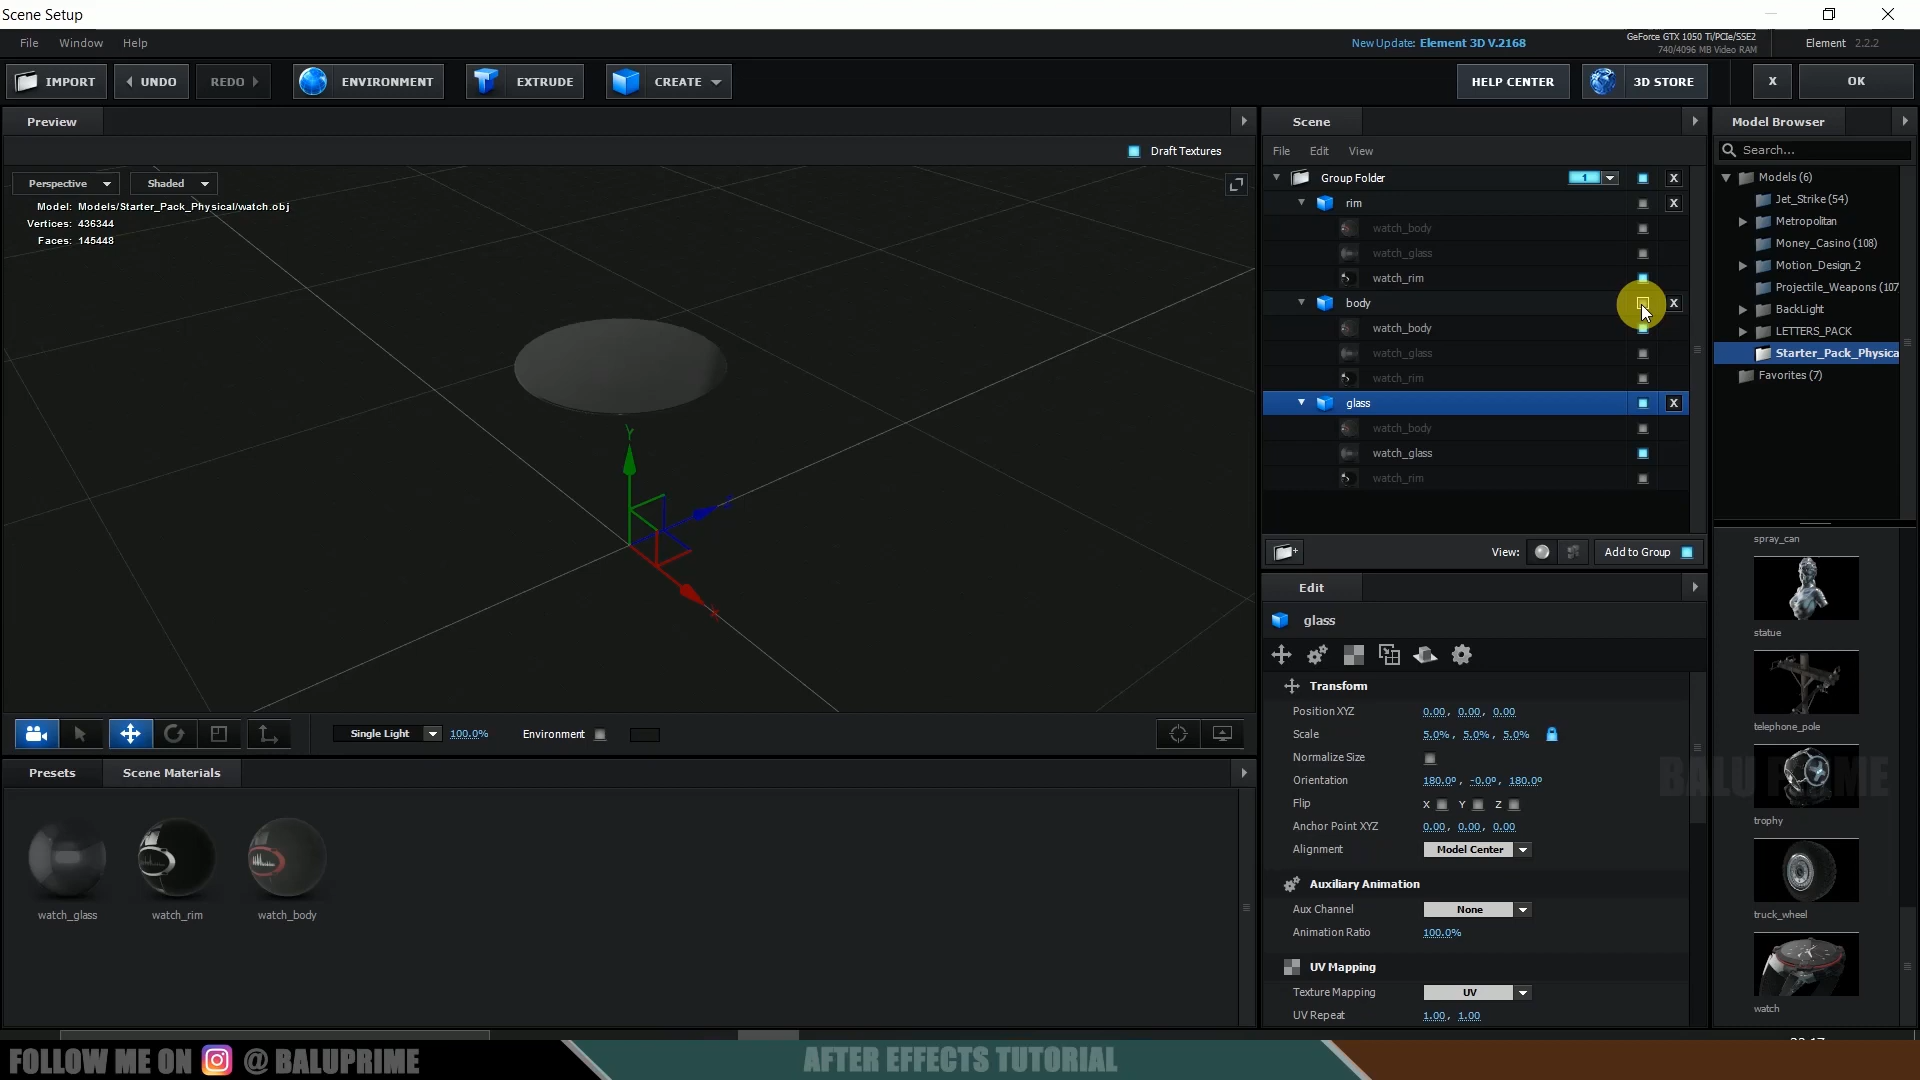 Scene Setup
File Window Help
New Update: Element 3D V.2168
GeForce GTX 1050 Ti/PCIe/SSE2
740/4096 MB Video RAM
Element 2.2.2
IMPORT UNDO REDO ENVIRONMENT EXTRUDE CREATE HELP CENTER 3D STORE X OK
Preview
Draft Textures
Perspective Shaded
Model: Models/Starter_Pack_Physical/watch.obj
Vertices: 436344
Faces: 145448
Y
X
Single Light 100.0% Environment
Presets Scene Materials
watch_glass watch_rim watch_body
Scene
File Edit View
Group Folder 1 X
rim X
watch_body
watch_glass
watch_rim
body X
watch_body
watch_glass
watch_rim
glass X
watch_body
watch_glass
watch_rim
View: Add to Group
Edit
glass
Transform
Position XYZ 0.00, 0.00, 0.00
Scale 5.0%, 5.0%, 5.0%
Normalize Size
Orientation 180.0°, -0.0°, 180.0°
Flip X Y Z
Anchor Point XYZ 0.00, 0.00, 0.00
Alignment Model Center
Auxiliary Animation
Aux Channel None
Animation Ratio 100.0%
UV Mapping
Texture Mapping UV
UV Repeat 1.00, 1.00
Model Browser
Search...
Models (6)
Jet_Strike (54)
Metropolitan
Money_Casino (108)
Motion_Design_2
Projectile_Weapons (107
BackLight
LETTERS_PACK
Starter_Pack_Physica
Favorites (7)
spray_can
statue
telephone_pole
trophy
truck_wheel
watch
BALU PRIME
FOLLOW ME ON @ BALUPRIME
AFTER EFFECTS TUTORIAL